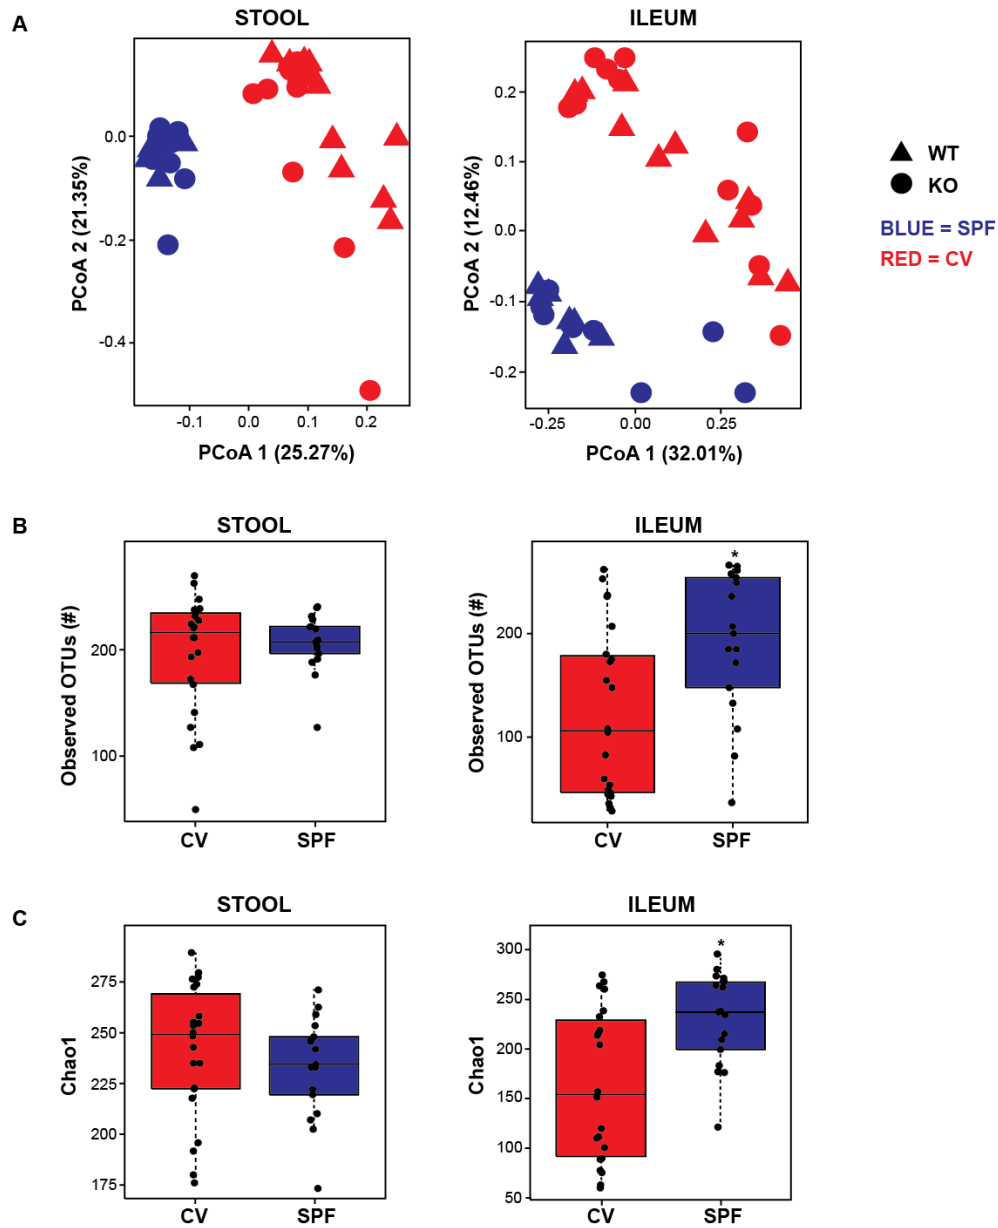 A
STOOL
ILEUM
PCoA 2 (21.35%)
0.0
-0.2
-0.4
-0.1
0.0
0.1
0.2
PCoA 1 (25.27%)
PCoA 2 (12.46%)
0.2
0.1
0.0
-0.1
-0.2
-0.25
0.00
0.25
PCoA 1 (32.01%)
WT
KO
BLUE = SPF
RED = CV
B
STOOL
ILEUM
Observed OTUs (#)
200
100
CV
SPF
Observed OTUs (#)
200
100
*
CV
SPF
C
STOOL
ILEUM
Chao1
275
250
225
200
175
CV
SPF
Chao1
300
250
200
150
100
50
*
CV
SPF